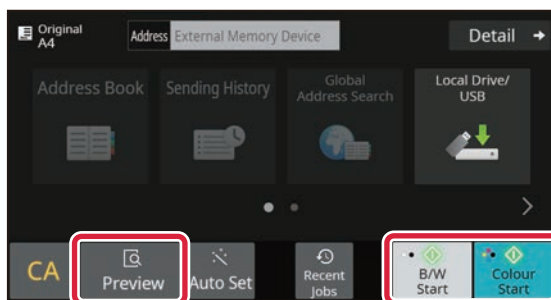 Original
A4
Address External Memory Device
Detail
Address Book
Sending History
Global
Address Search
Local Drive/
USB
CA
Preview
Auto Set
Recent
Jobs
B/W
Start
Colour
Start